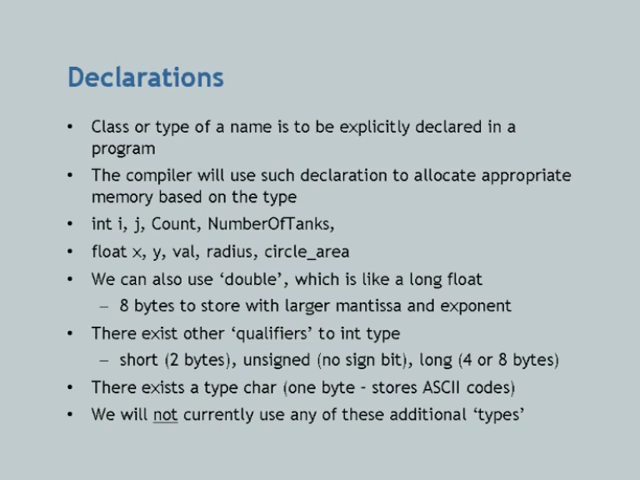 Declarations
• Class or type of a name is to be explicitly declared in a
program
• The compiler will use such declaration to allocate appropriate
memory based on the type
• int i, j, Count, NumberOfTanks,
• float x, y, val, radius, circle_area
• We can also use ‘double’, which is like a long float
– 8 bytes to store with larger mantissa and exponent
• There exist other ‘qualifiers’ to int type
– short (2 bytes), unsigned (no sign bit), long (4 or 8 bytes)
• There exists a type char (one byte – stores ASCII codes)
• We will not currently use any of these additional ‘types’